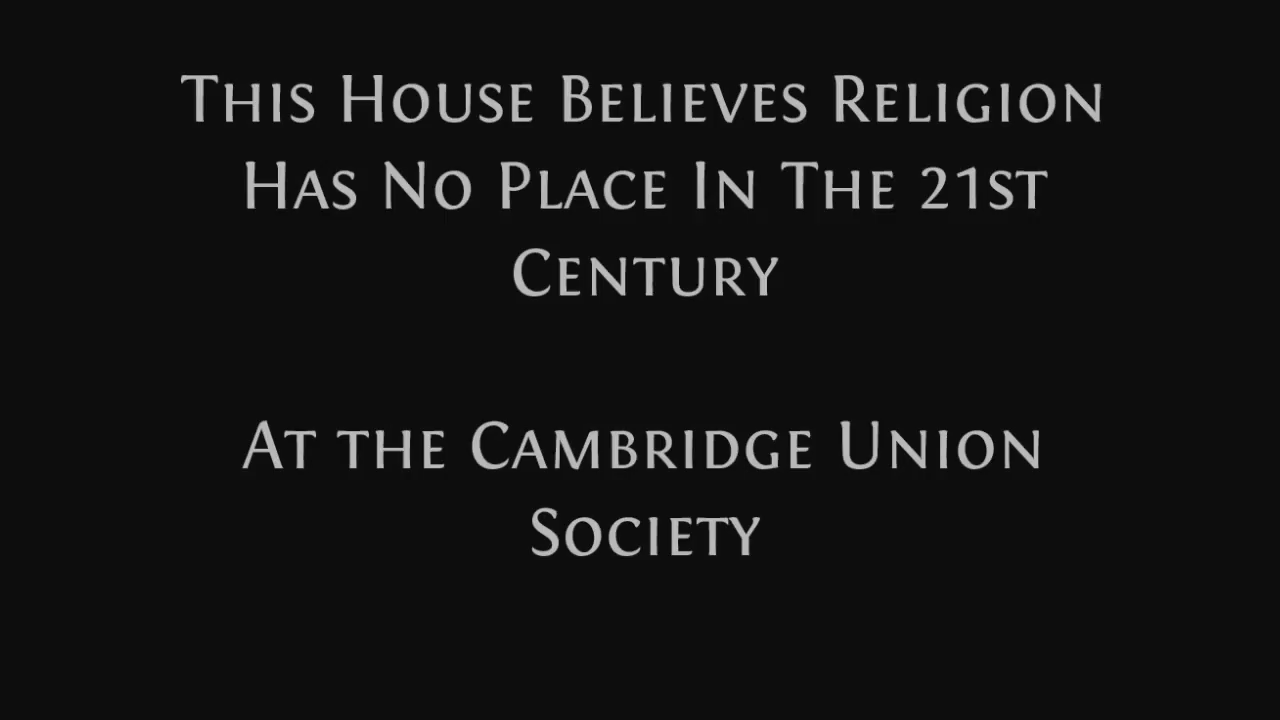 This House Believes Religion
Has No Place In The 21st
Century
At the Cambridge Union
Society